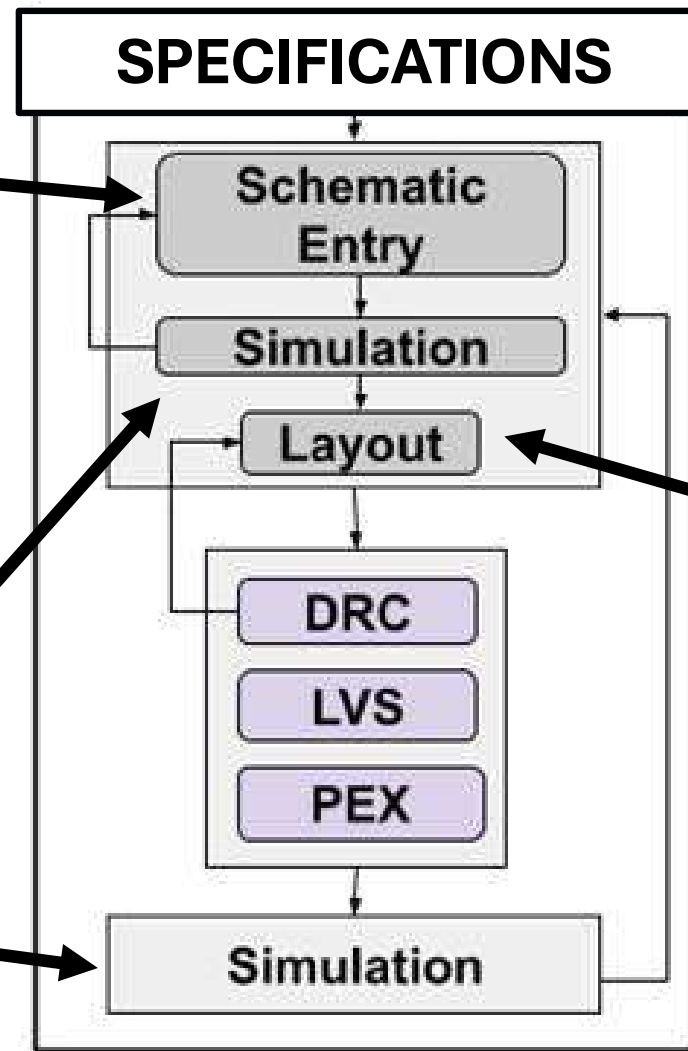 SPECIFICATIONS
Schematic
Entry
Simulation
Layout
DRC
LVS
PEX
Simulation